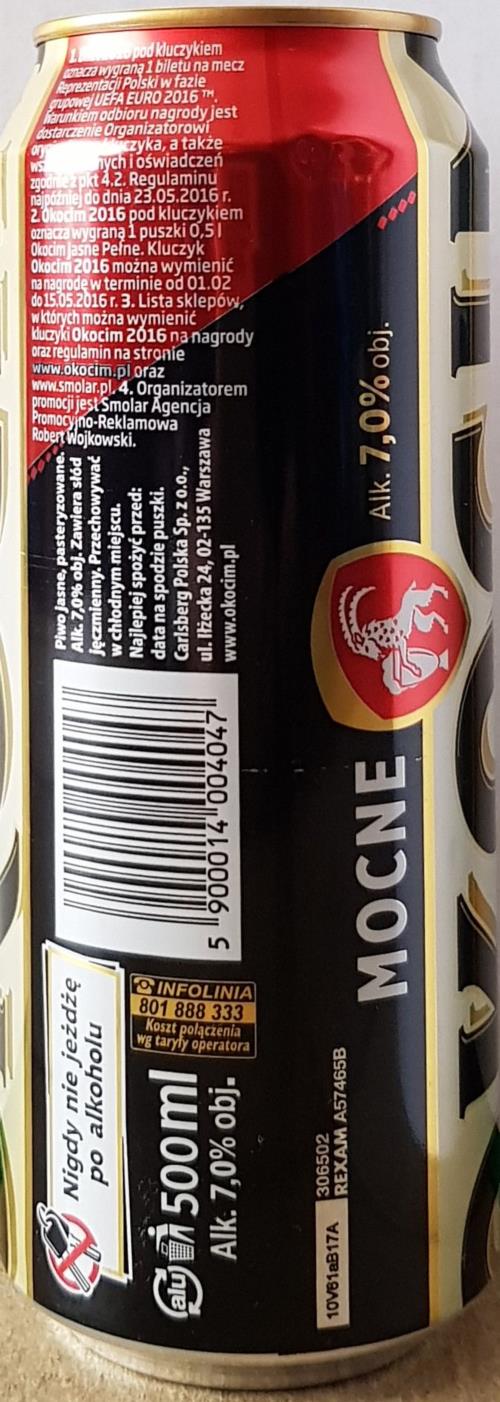 pod kluczykiem
oznacza wygraną 1 biletu na mecz
Reprezentacji Polski w fazie
grupowej UEFA EURO 2016 ™.
Warunkiem odbioru nagrody jest
dostarczenie Organizatorowi
a także
i oświadczeń
zgodnie z pkt 4.2. Regulaminu
najpóźniej do dnia 23.05.2016 r.
2. Okocim 2016 pod kluczykiem
oznacza wygraną 1 puszki 0,5 l
Okocim Jasne Pełne. Kluczyk
Okocim 2016 można wymienić
na nagrodę w terminie od 01.02
do 15.05.2016 r. 3. Lista sklepów,
w których można wymienić
kluczyki Okocim 2016 na nagrody
oraz regulamin na stronie
www.okocim.pl oraz
www.smolar.pl. 4. Organizatorem
promocji jest Smolar Agencja
Promocyjno-Reklamowa
Robert Wojkowski.
Piwo jasne, pasteryzowane.
Alk. 7,0% obj. Zawiera słód
jęczmienny. Przechowywać
w chłodnym miejscu.
Najlepiej spożyć przed:
data na spodzie puszki.
Carlsberg Polska Sp. z o.o.,
ul. Iłżecka 24, 02-135 Warszawa
www.okocim.pl
5 900014 004047
Nigdy nie jeżdżę
po alkoholu
INFOLINIA
801 888 333
Koszt połączenia
wg taryfy operatora
alu 500 ml
Alk. 7,0% obj.
MOCNE
Alk. 7,0% obj.
10V61aB17A
306502
REXAM A57465B